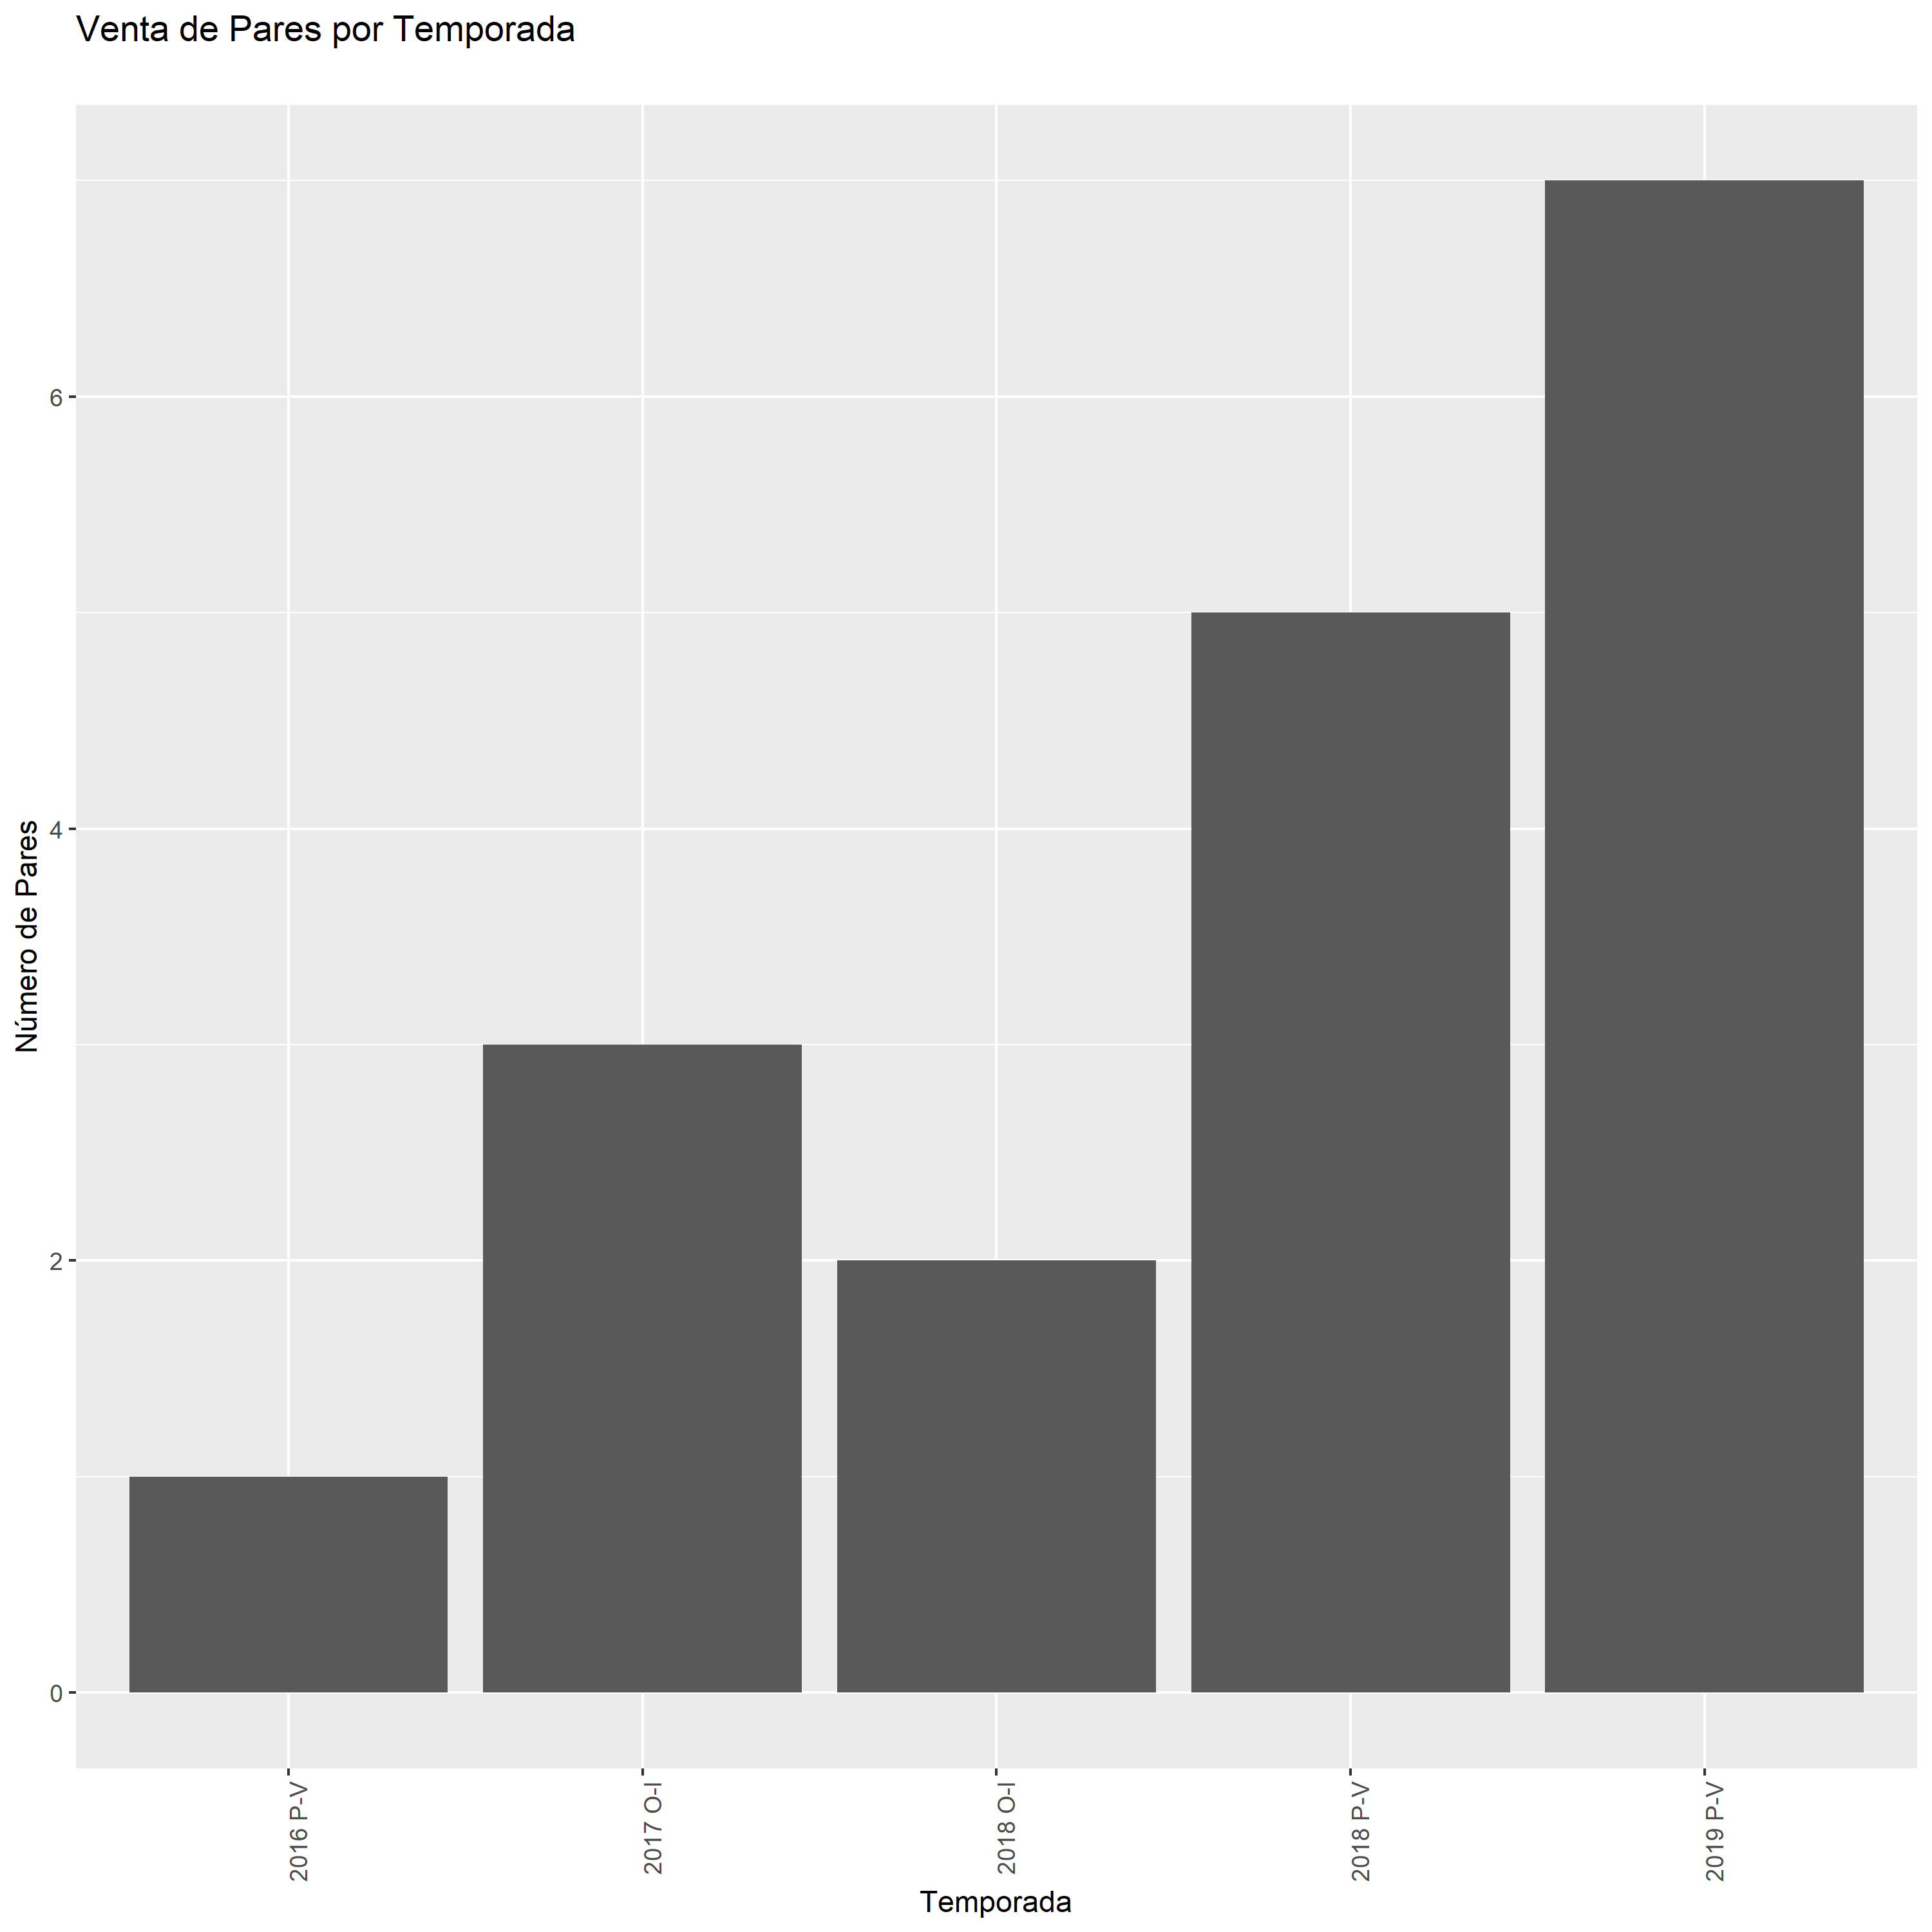 Venta de Pares por Temporada
Número de Pares
6
4
2
0
2016 P-V
2017 O-I
2018 O-I
2018 P-V
2019 P-V
Temporada